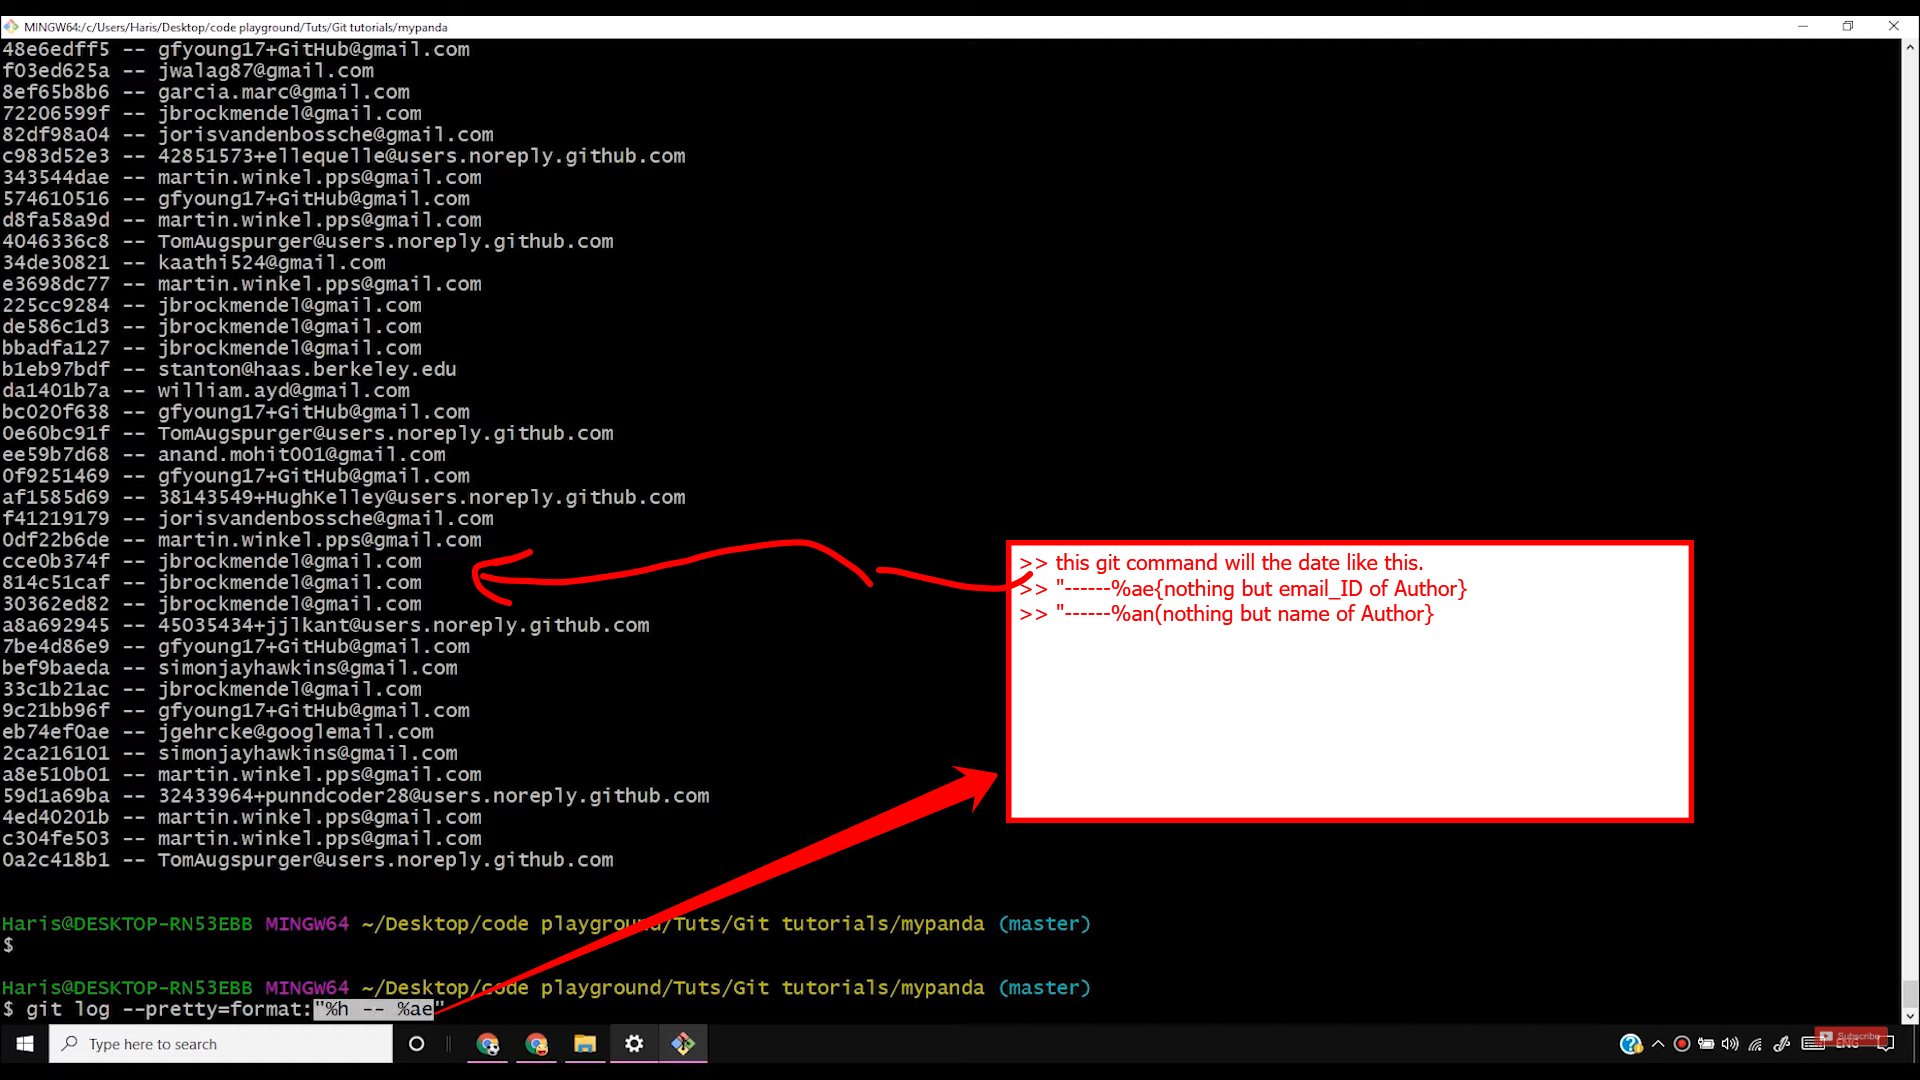 MINGW64:/c/Users/Haris/Desktop/code playground/Tuts/Git tutorials/mypanda
48e6edff5 -- gfyoung17+GitHub@gmail.com
f03ed625a -- jwalag87@gmail.com
8ef65b8b6 -- garcia.marc@gmail.com
72206599f -- jbrockmendel@gmail.com
82df98a04 -- jorisvandenbossche@gmail.com
c983d52e3 -- 42851573+ellequelle@users.noreply.github.com
343544dae -- martin.winkel.pps@gmail.com
574610516 -- gfyoung17+GitHub@gmail.com
d8fa58a9d -- martin.winkel.pps@gmail.com
4046336c8 -- TomAugspurger@users.noreply.github.com
34de30821 -- kaathi524@gmail.com
e3698dc77 -- martin.winkel.pps@gmail.com
225cc9284 -- jbrockmendel@gmail.com
de586c1d3 -- jbrockmendel@gmail.com
bbadfa127 -- jbrockmendel@gmail.com
b1eb97bdf -- stanton@haas.berkeley.edu
da1401b7a -- william.ayd@gmail.com
bc020f638 -- gfyoung17+GitHub@gmail.com
0e60bc91f -- TomAugspurger@users.noreply.github.com
ee59b7d68 -- anand.mohit001@gmail.com
0f9251469 -- gfyoung17+GitHub@gmail.com
af1585d69 -- 38143549+HughKelley@users.noreply.github.com
f41219179 -- jorisvandenbossche@gmail.com
0df22b6de -- martin.winkel.pps@gmail.com
cce0b374f -- jbrockmendel@gmail.com
814c51caf -- jbrockmendel@gmail.com
30362ed82 -- jbrockmendel@gmail.com
a8a692945 -- 45035434+jjlkant@users.noreply.github.com
7be4d86e9 -- gfyoung17+GitHub@gmail.com
bef9baeda -- simonjayhawkins@gmail.com
33c1b21ac -- jbrockmendel@gmail.com
9c21bb96f -- gfyoung17+GitHub@gmail.com
eb74ef0ae -- jgehrcke@googlemail.com
2ca216101 -- simonjayhawkins@gmail.com
a8e510b01 -- martin.winkel.pps@gmail.com
59d1a69ba -- 32433964+punndcoder28@users.noreply.github.com
4ed40201b -- martin.winkel.pps@gmail.com
c304fe503 -- martin.winkel.pps@gmail.com
0a2c418b1 -- TomAugspurger@users.noreply.github.com
>> this git command will the date like this.
>> "------%ae{nothing but email_ID of Author}
>> "------%an(nothing but name of Author}
Haris@DESKTOP-RN53EBB MINGW64 ~/Desktop/code playground/Tuts/Git tutorials/mypanda (master)
$
Haris@DESKTOP-RN53EBB MINGW64 ~/Desktop/code playground/Tuts/Git tutorials/mypanda (master)
$ git log --pretty=format:"%h -- %ae"
Type here to search
Subscribe
ENG